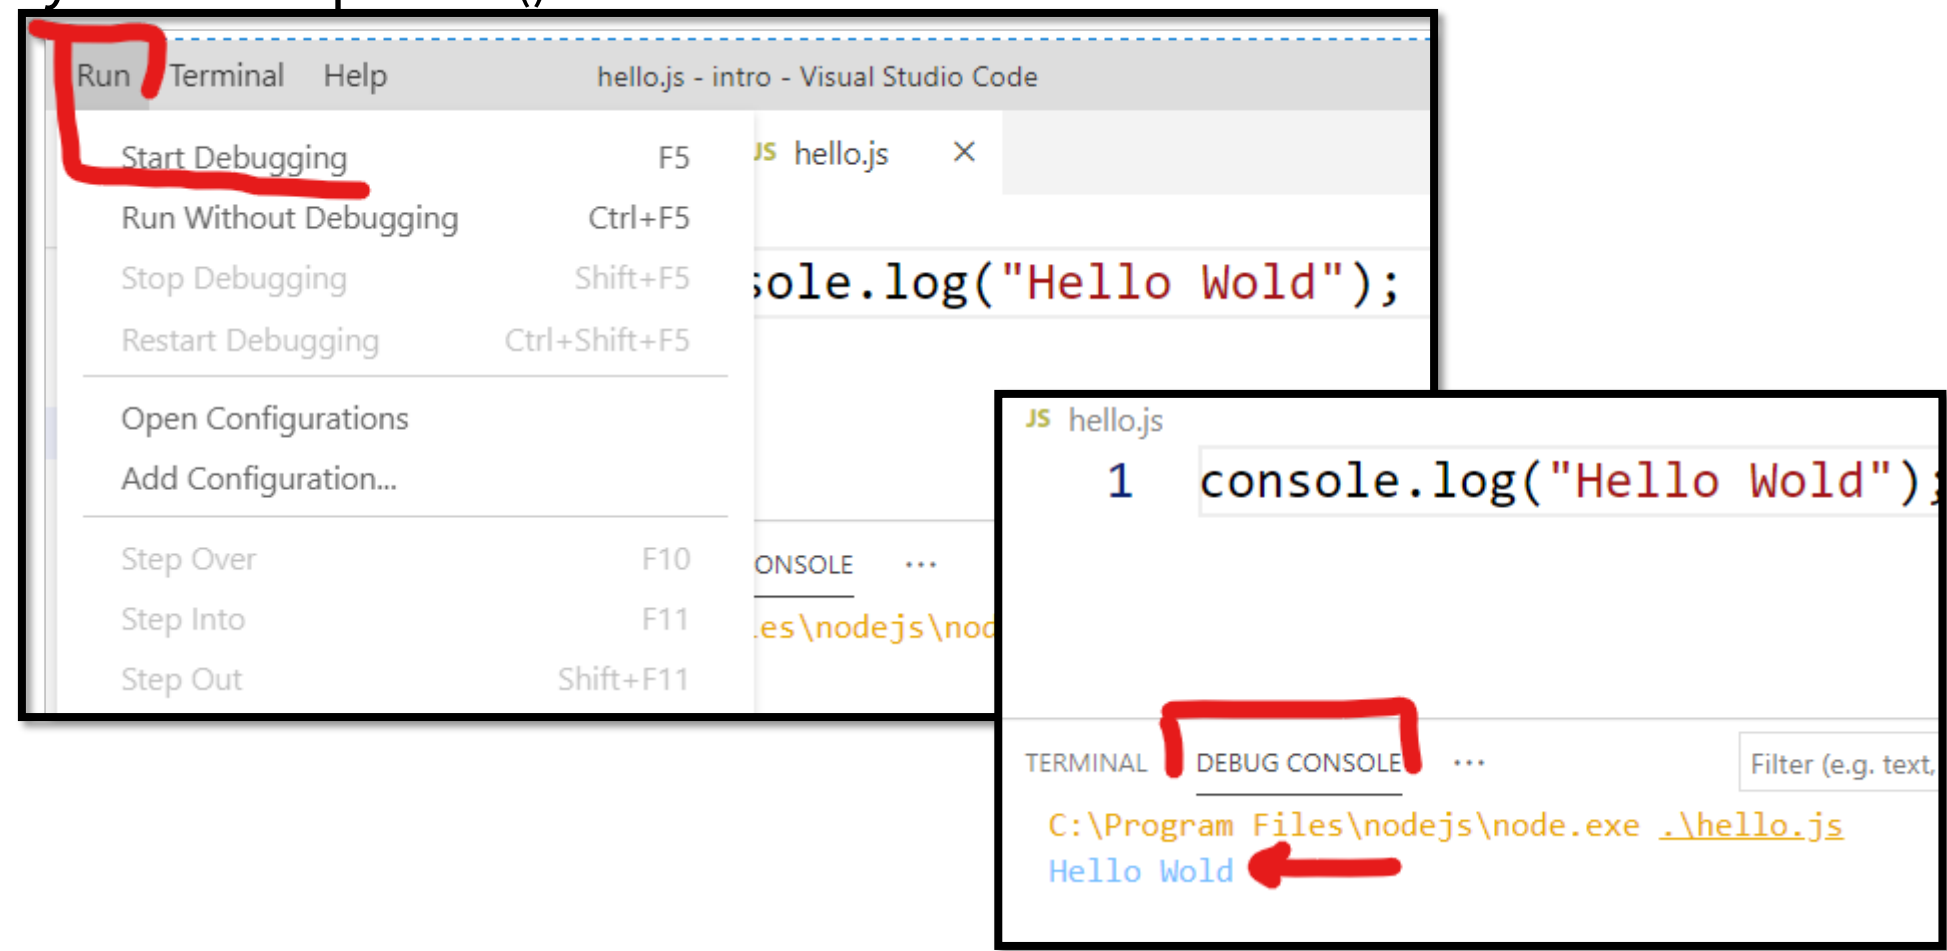 Run Terminal Help hello.js - intro - Visual Studio Code
Start Debugging F5
Run Without Debugging Ctrl+F5
Stop Debugging Shift+F5
Restart Debugging Ctrl+Shift+F5
Open Configurations
Add Configuration...
Step Over F10
Step Into F11
Step Out Shift+F11
JS hello.js ×
sole.log("Hello Wold");
ONSOLE ···
es\nodejs\nod
JS hello.js
1 console.log("Hello Wold");
TERMINAL DEBUG CONSOLE ··· Filter (e.g. text,
C:\Program Files\nodejs\node.exe .\hello.js
Hello Wold